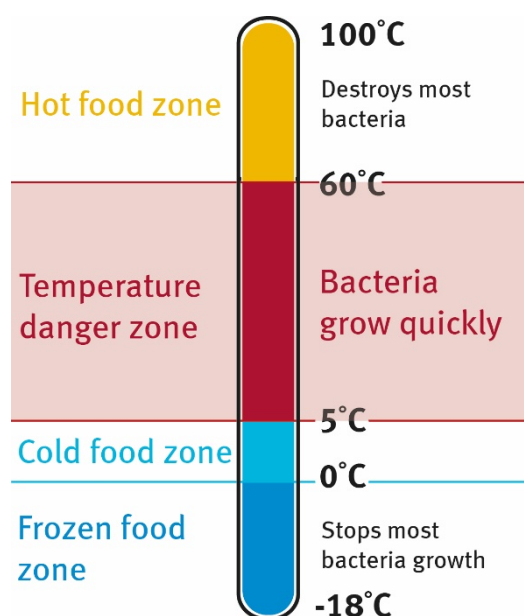 100°C
Hot food zone
Destroys most
bacteria
60°C
Temperature
danger zone
Bacteria
grow quickly
5°C
Cold food zone
0°C
Frozen food
zone
Stops most
bacteria growth
-18°C